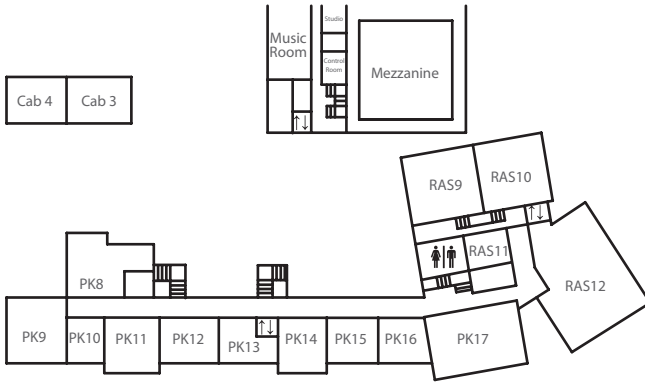 Studio
Music
Room
Control
Room
Mezzanine
Cab 4
Cab 3
RAS9
RAS10
RAS11
RAS12
PK8
PK9
PK10
PK11
PK12
PK13
PK14
PK15
PK16
PK17